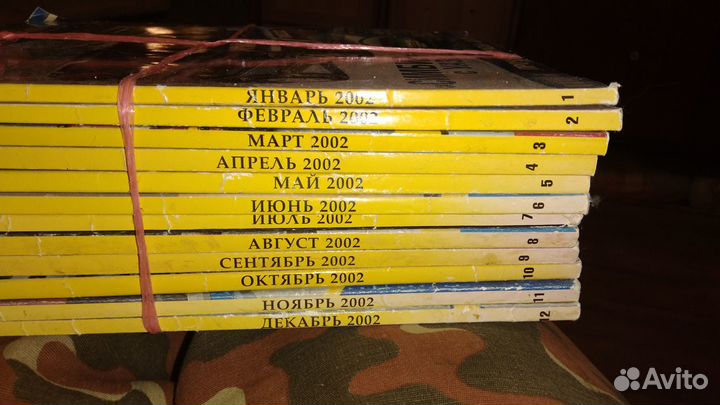 ЯНВАРЬ 2002 1
ФЕВРАЛЬ 2002 2
МАРТ 2002 3
АПРЕЛЬ 2002 4
МАЙ 2002 5
ИЮНЬ 2002 6
ИЮЛЬ 2002 7
АВГУСТ 2002 8
СЕНТЯБРЬ 2002 9
ОКТЯБРЬ 2002 10
НОЯБРЬ 2002 11
ДЕКАБРЬ 2002 12
Avito